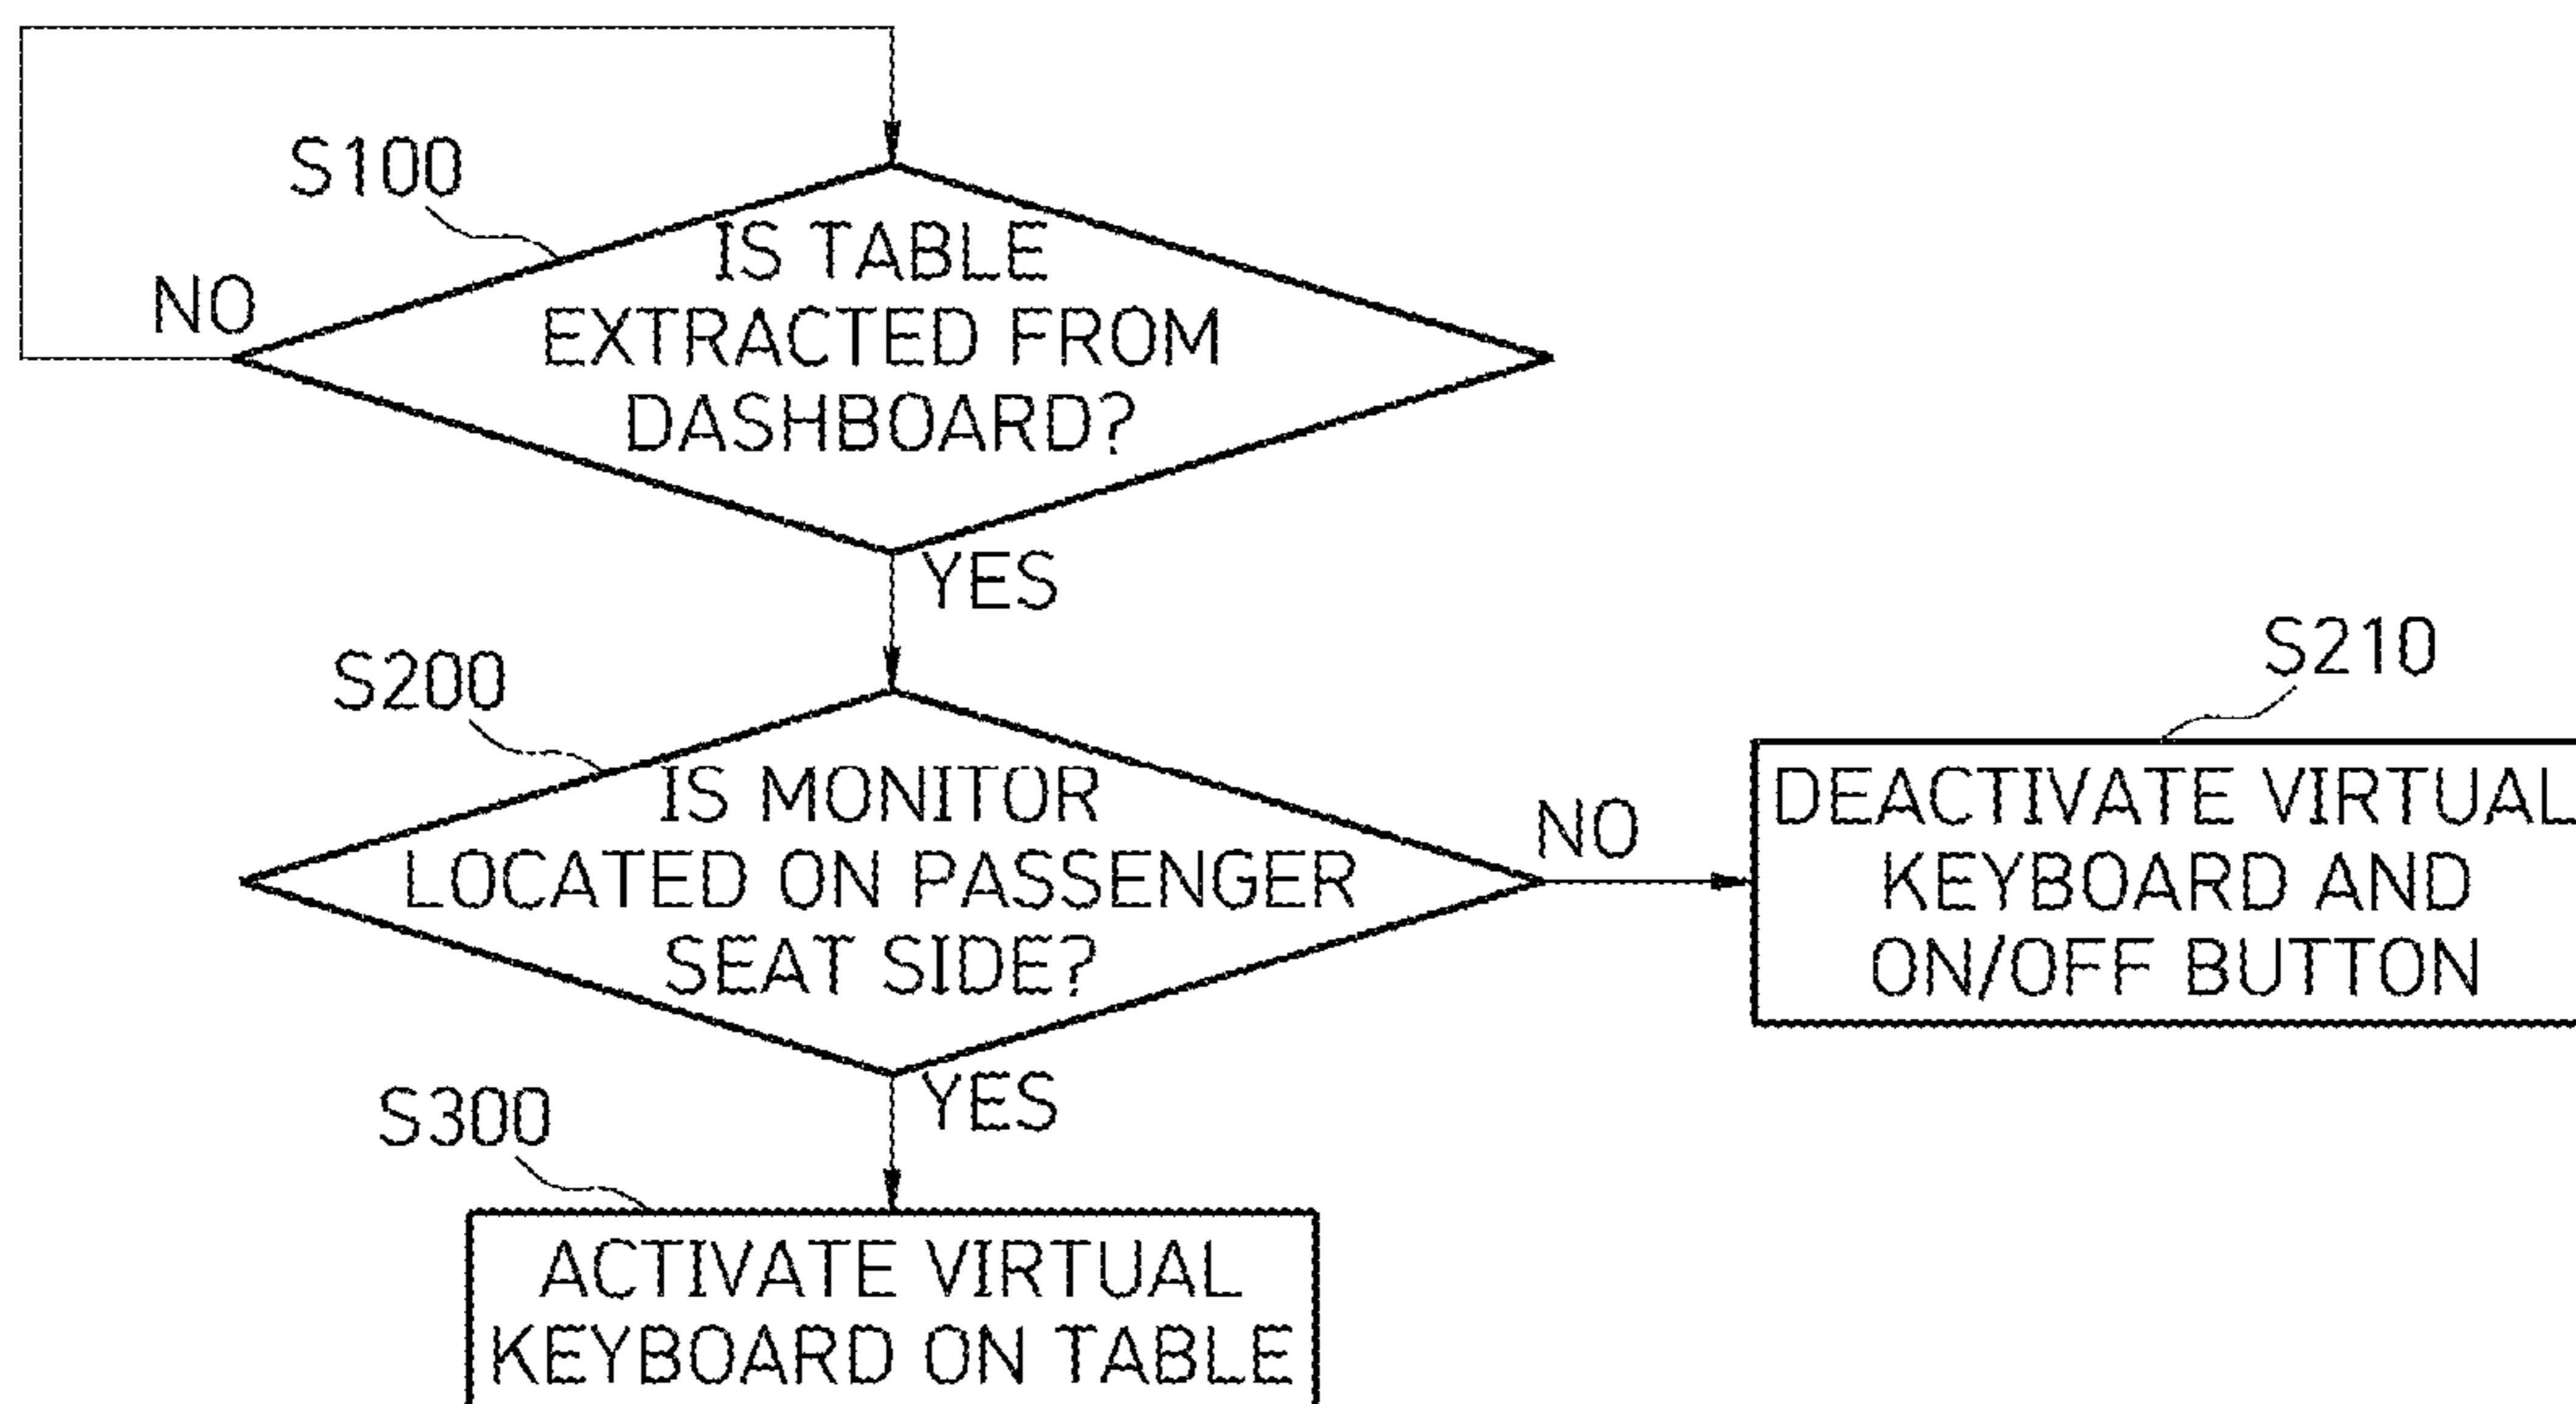 S100
IS TABLE
EXTRACTED FROM
DASHBOARD?
NO
YES
S200
IS MONITOR
LOCATED ON PASSENGER
SEAT SIDE?
NO
S210
DEACTIVATE VIRTUAL
KEYBOARD AND
ON/OFF BUTTON
YES
S300
ACTIVATE VIRTUAL
KEYBOARD ON TABLE